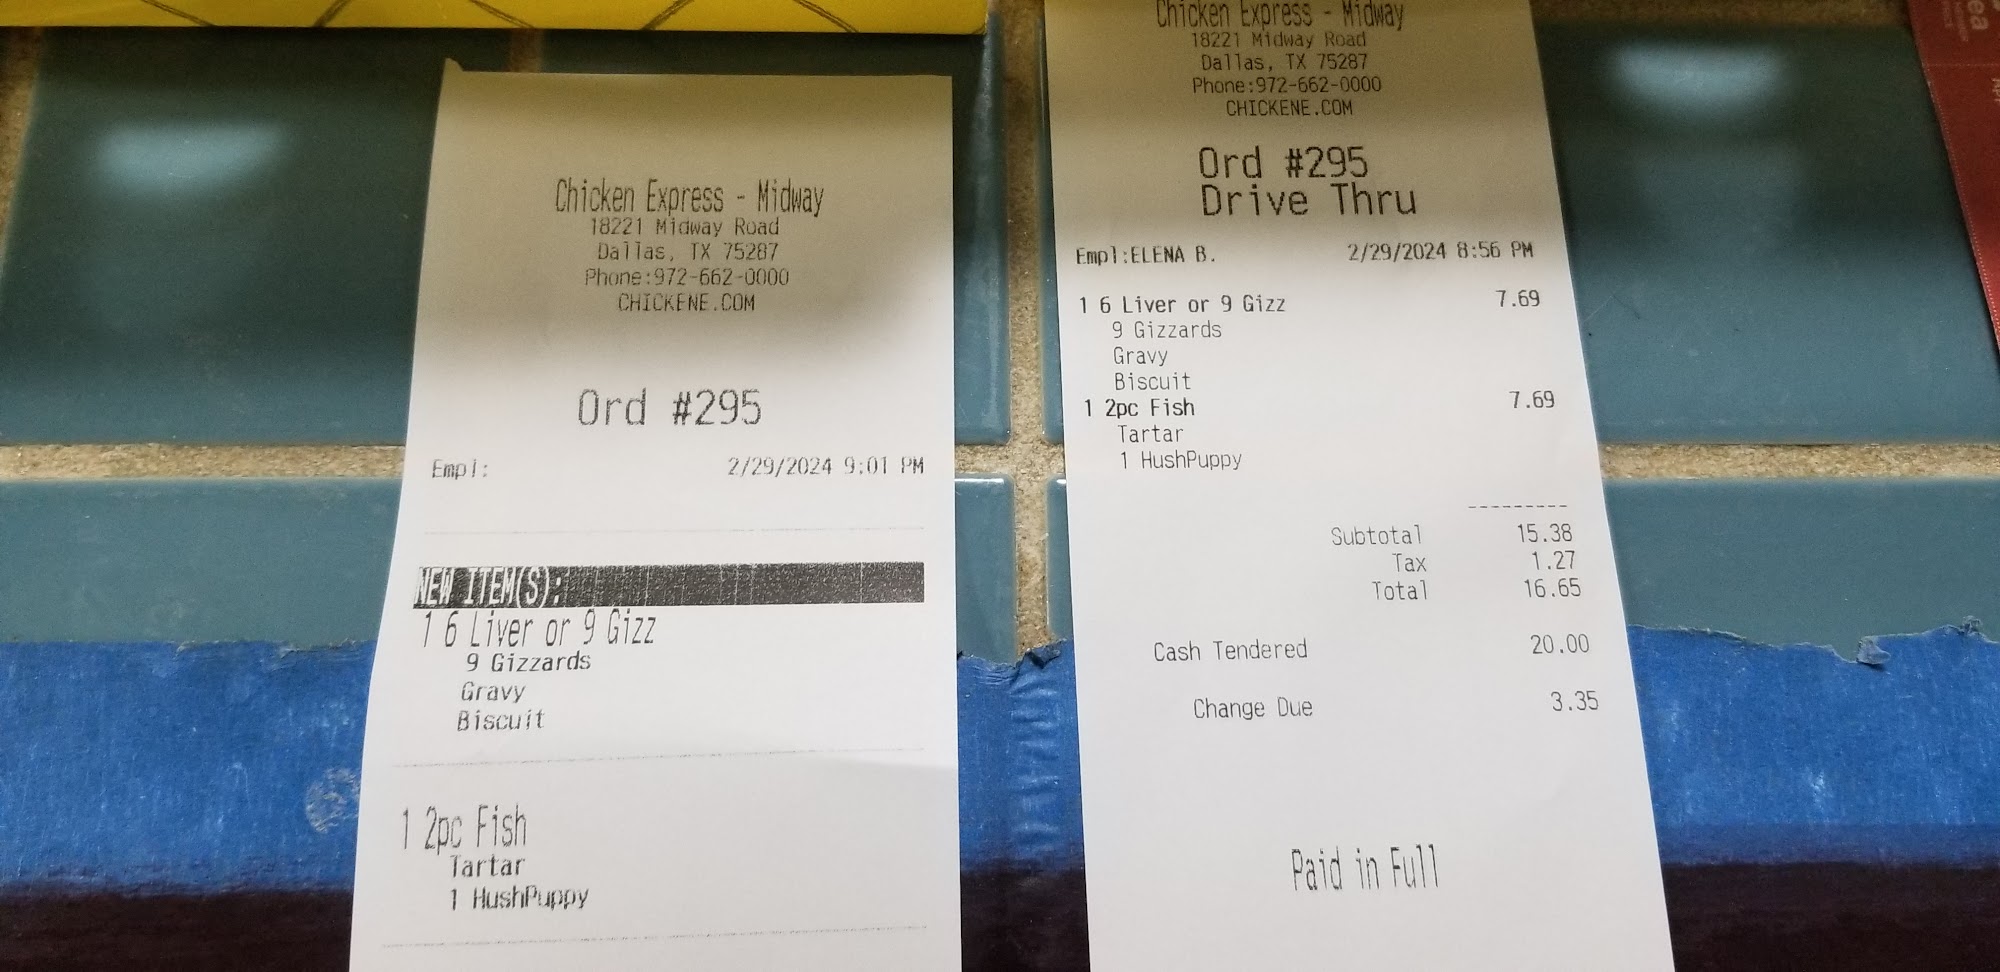 Chicken Express - Midway
18221 Midway Road
Dallas, TX 75287
Phone:972-662-0000
CHICKENE.COM
Ord #295
Empl: 2/29/2024 9:01 PM
NEW ITEM(S):
1 6 Liver or 9 Gizz
9 Gizzards
Gravy
Biscuit
1 2pc Fish
Tartar
1 HushPuppy
Chicken Express - Midway
18221 Midway Road
Dallas, TX 75287
Phone:972-662-0000
CHICKENE.COM
Ord #295
Drive Thru
Empl:ELENA B. 2/29/2024 8:56 PM
1 6 Liver or 9 Gizz 7.69
9 Gizzards
Gravy
Biscuit
1 2pc Fish 7.69
Tartar
1 HushPuppy
---------
Subtotal 15.38
Tax 1.27
Total 16.65
Cash Tendered 20.00
Change Due 3.35
Paid in Full